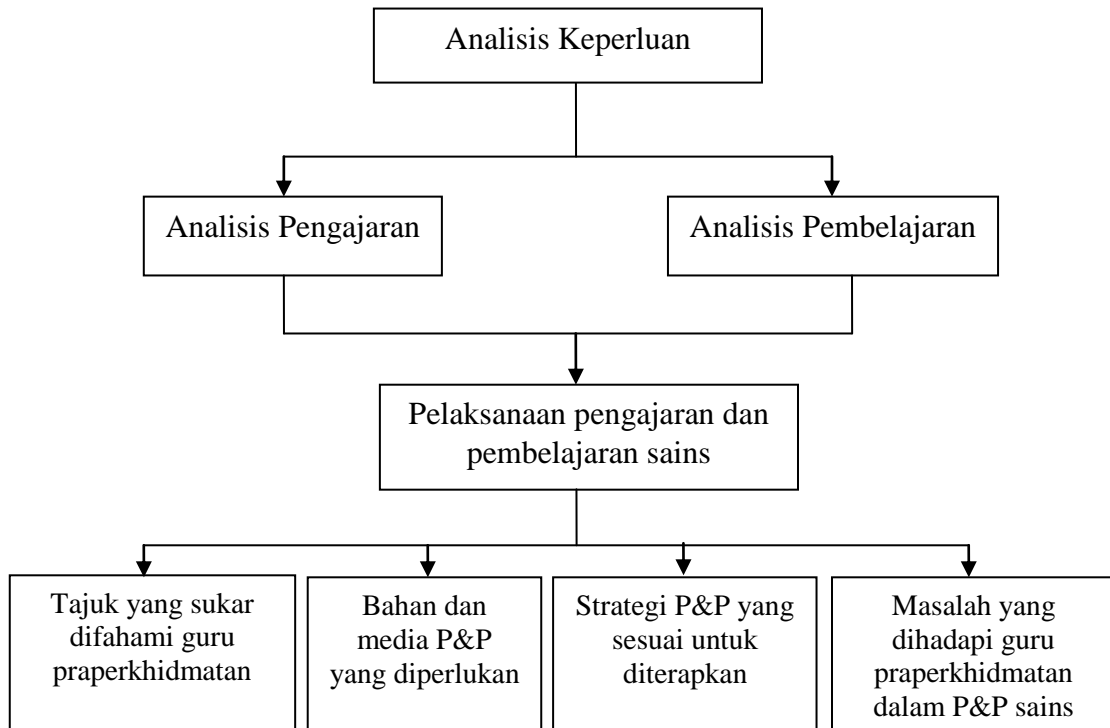 Analisis Keperluan
Analisis Pengajaran
Analisis Pembelajaran
Pelaksanaan pengajaran dan
pembelajaran sains
Tajuk yang sukar
difahami guru
praperkhidmatan
Bahan dan
media P&P
yang diperlukan
Strategi P&P yang
sesuai untuk
diterapkan
Masalah yang
dihadapi guru
praperkhidmatan
dalam P&P sains